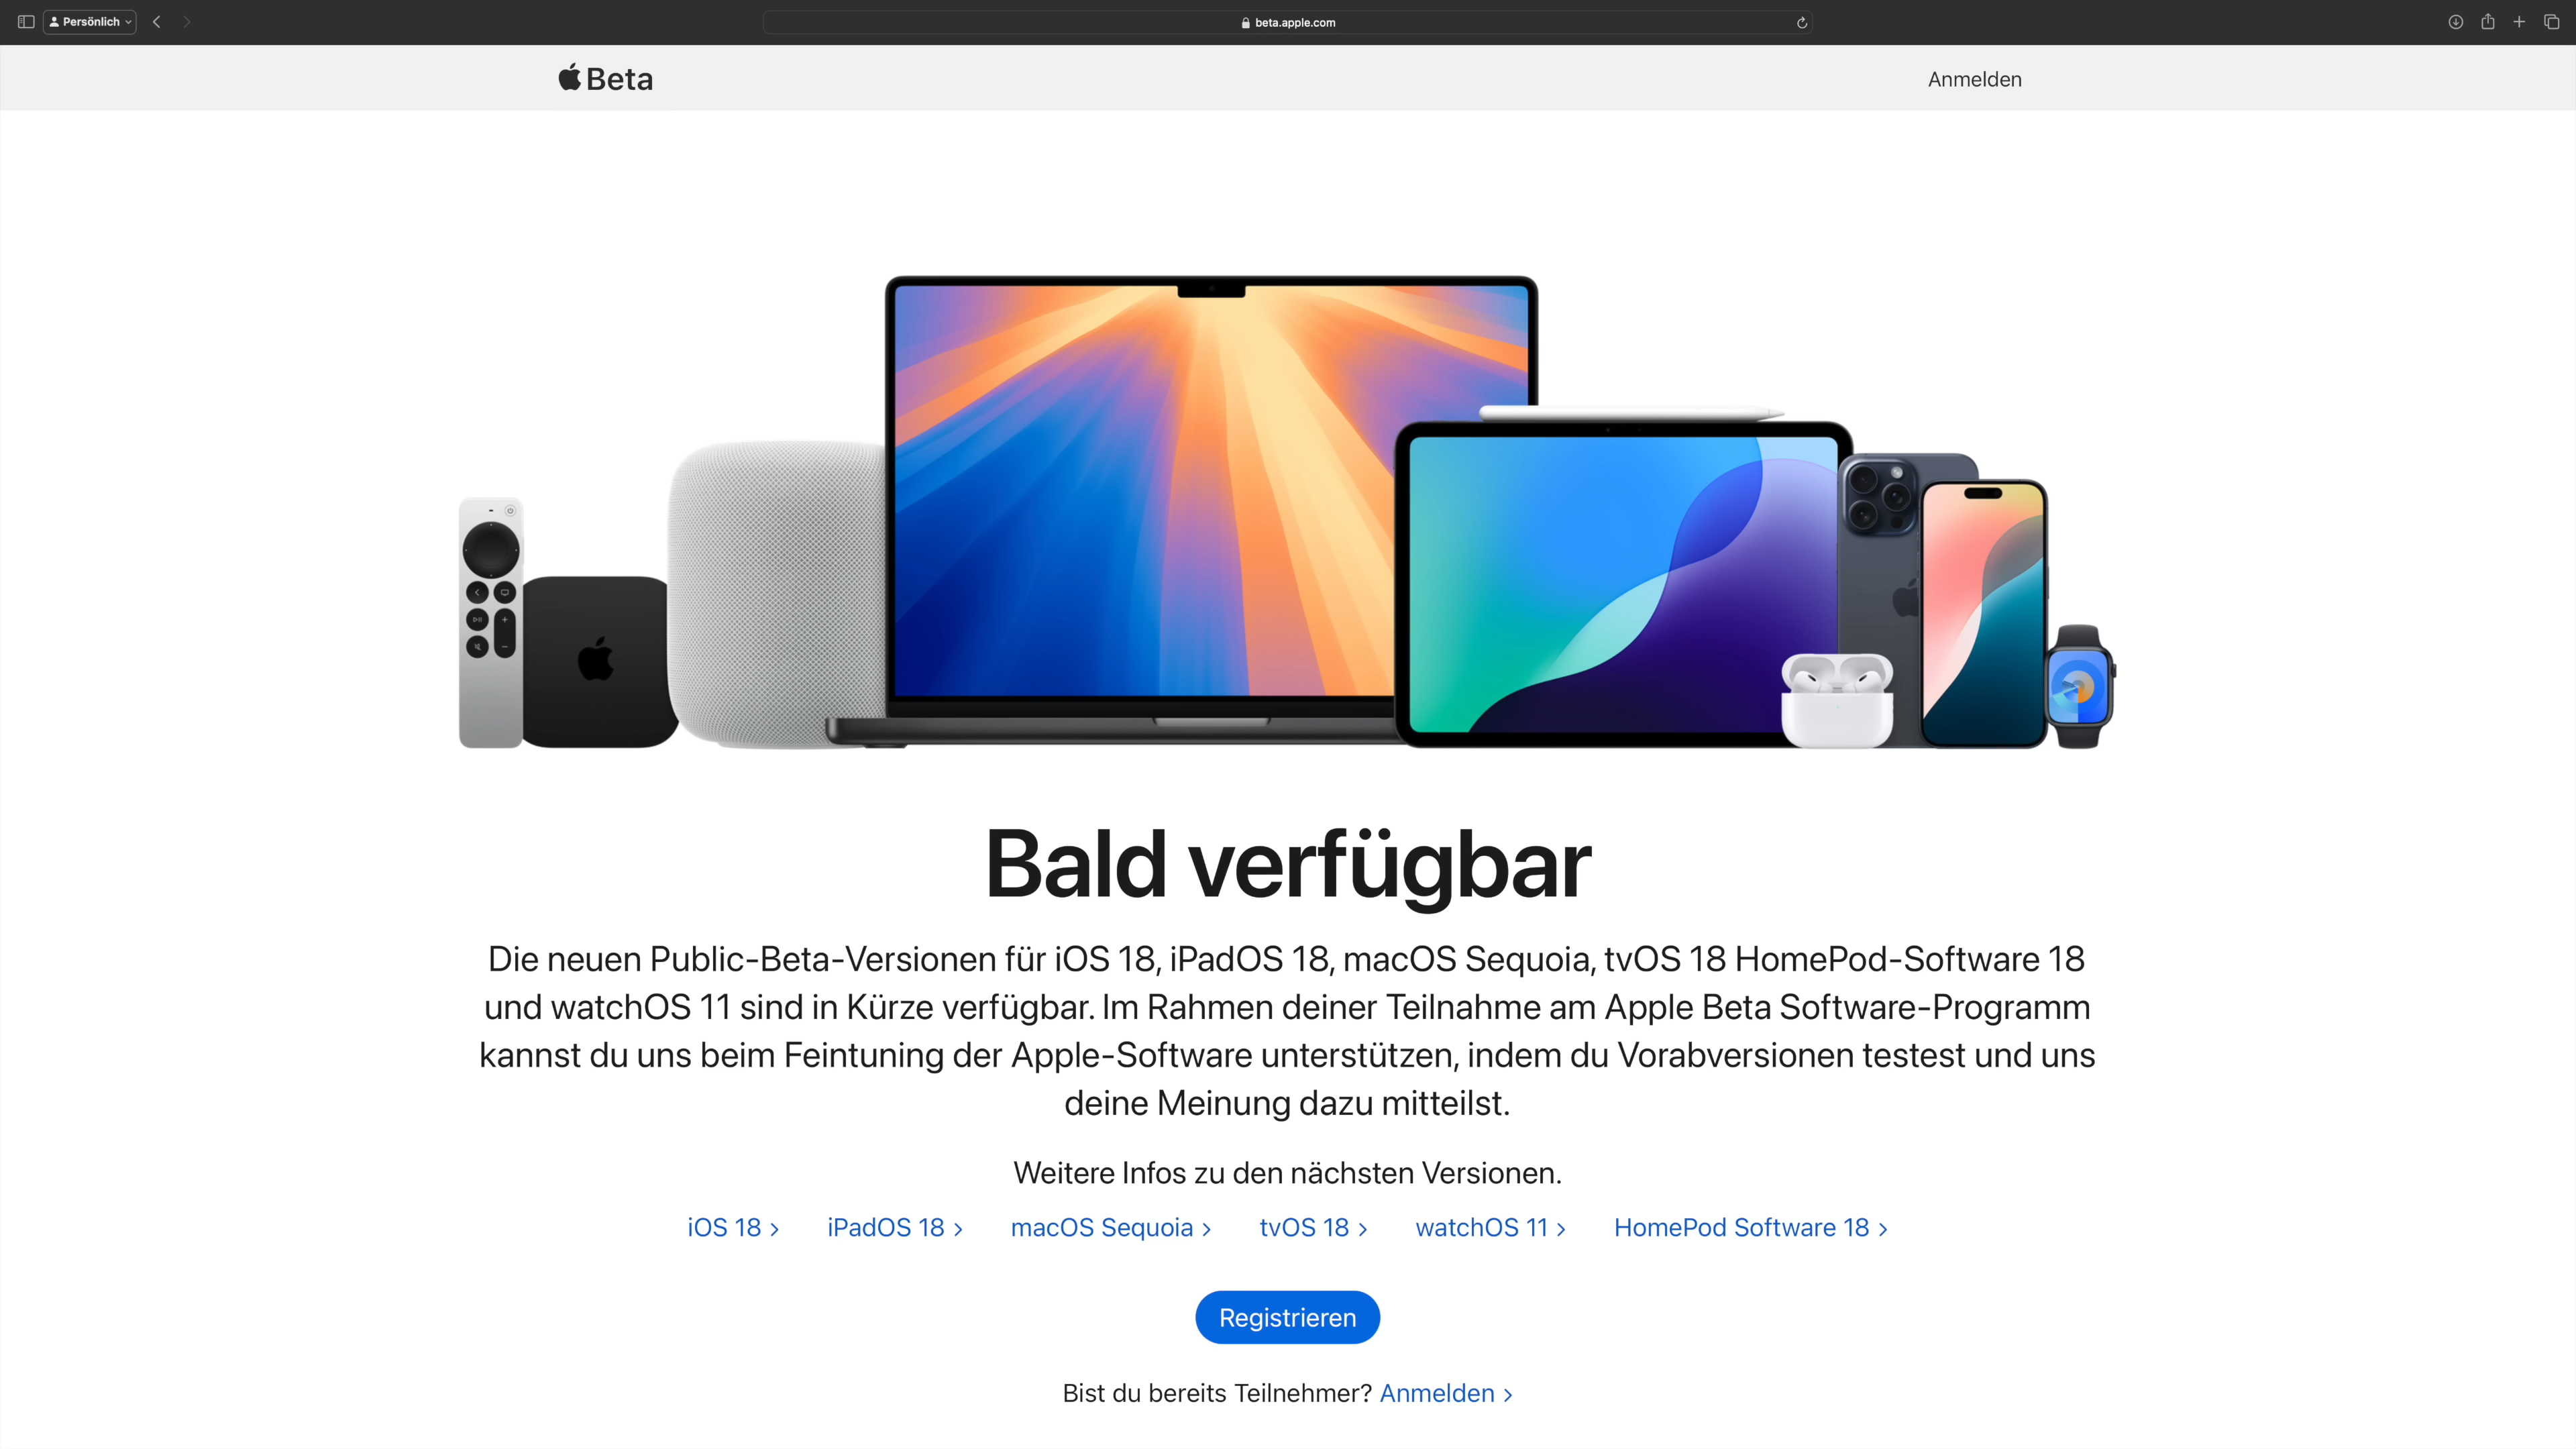 Persönlich
beta.apple.com
Beta
Anmelden
Bald verfügbar
Die neuen Public-Beta-Versionen für iOS 18, iPadOS 18, macOS Sequoia, tvOS 18 HomePod-Software 18
und watchOS 11 sind in Kürze verfügbar. Im Rahmen deiner Teilnahme am Apple Beta Software-Programm
kannst du uns beim Feintuning der Apple-Software unterstützen, indem du Vorabversionen testest und uns
deine Meinung dazu mitteilst.
Weitere Infos zu den nächsten Versionen.
iOS 18 > iPadOS 18 > macOS Sequoia > tvOS 18 > watchOS 11 > HomePod Software 18 >
Registrieren
Bist du bereits Teilnehmer? Anmelden >